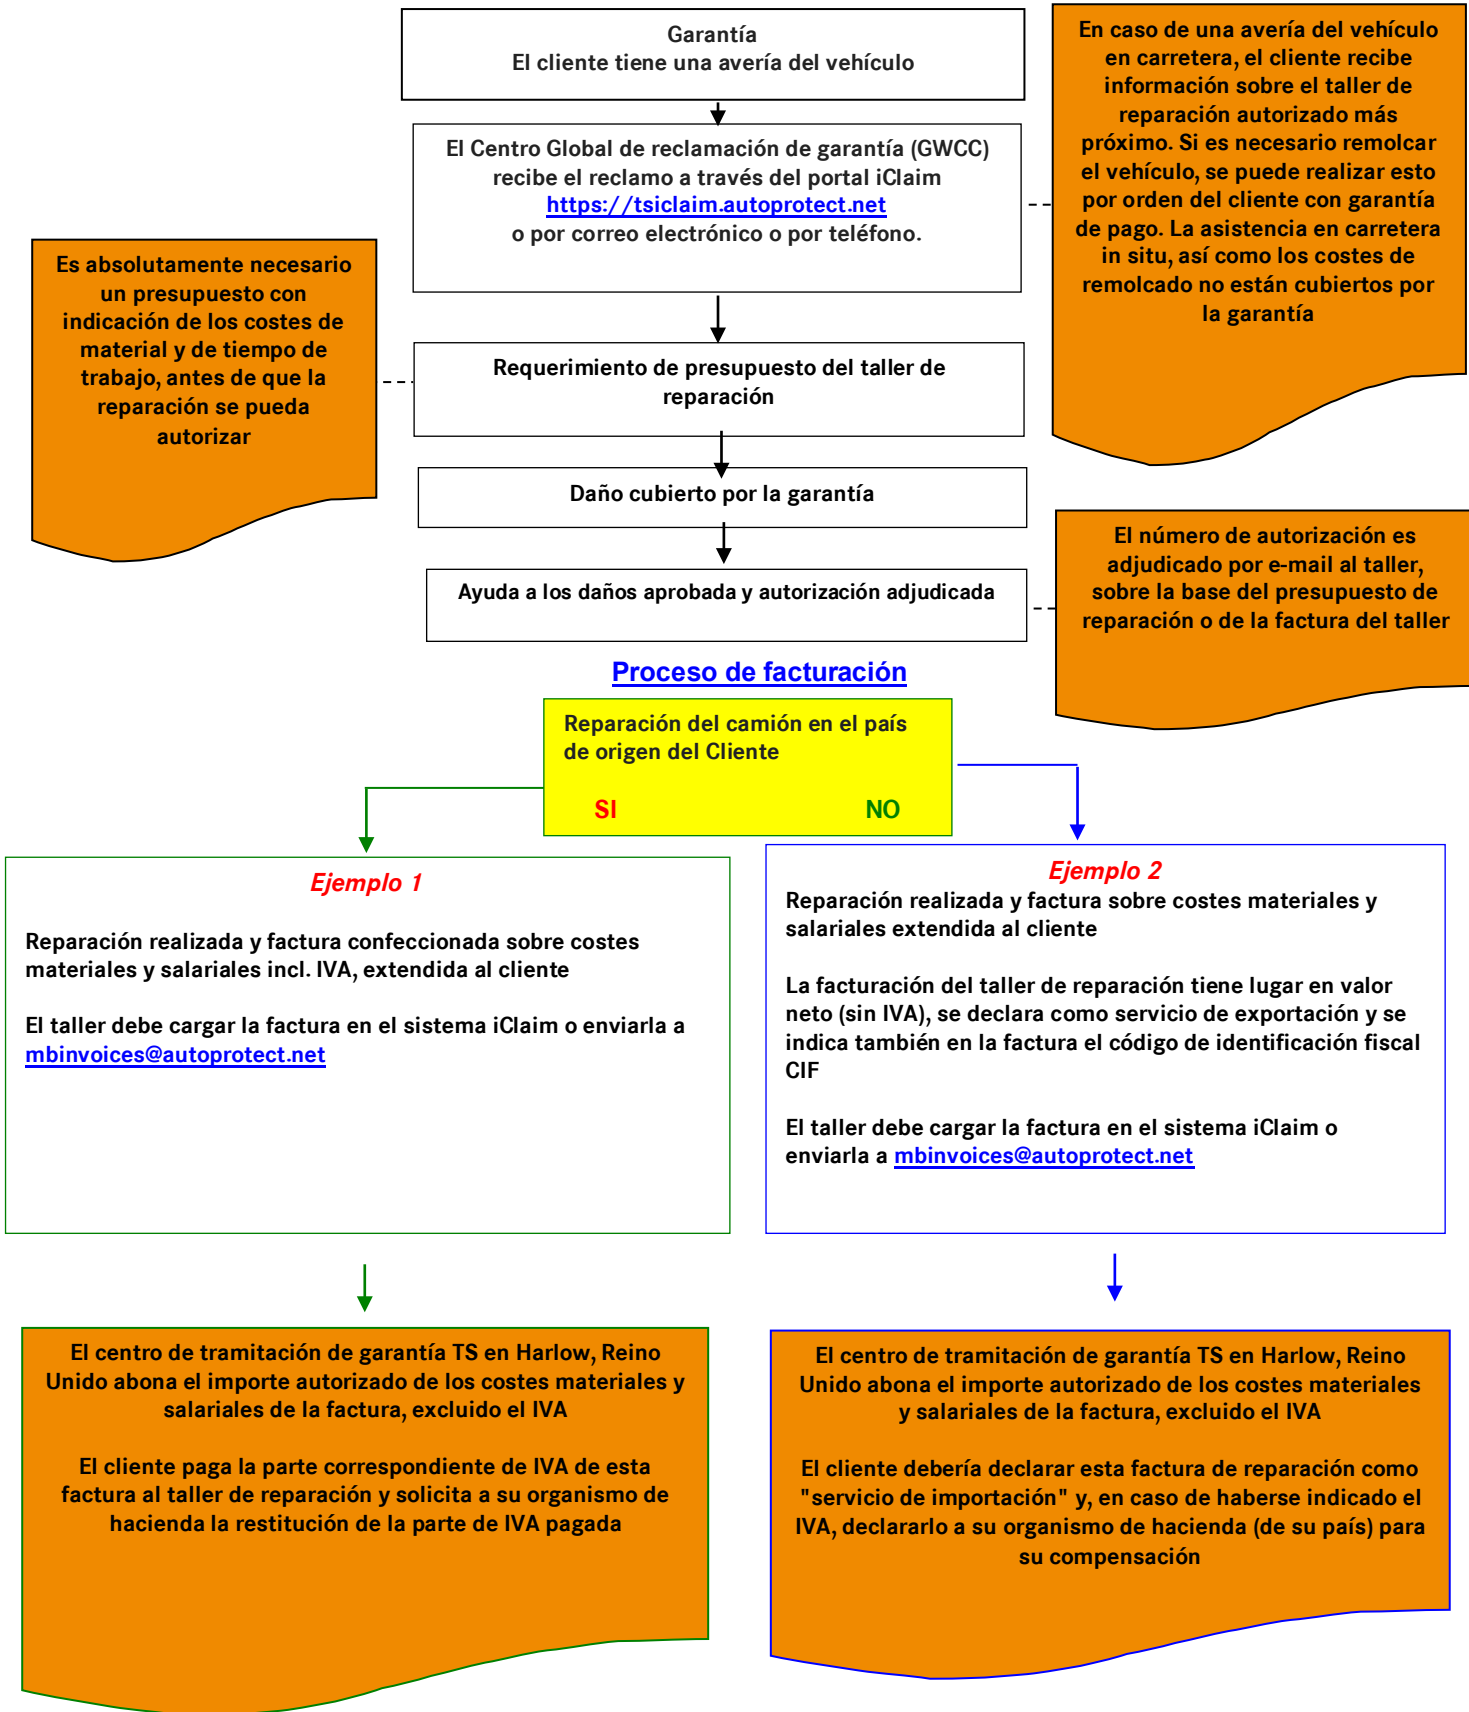 Garantía
El cliente tiene una avería del vehículo
En caso de una avería del vehículo
en carretera, el cliente recibe
información sobre el taller de
reparación autorizado más
próximo. Si es necesario remolcar
el vehículo, se puede realizar esto
por orden del cliente con garantía
de pago. La asistencia en carretera
in situ, así como los costes de
remolcado no están cubiertos por
la garantía
El Centro Global de reclamación de garantía (GWCC)
recibe el reclamo a través del portal iClaim
https://tsiclaim.autoprotect.net
o por correo electrónico o por teléfono.
Es absolutamente necesario
un presupuesto con
indicación de los costes de
material y de tiempo de
trabajo, antes de que la
reparación se pueda
autorizar
Requerimiento de presupuesto del taller de
reparación
Daño cubierto por la garantía
Ayuda a los daños aprobada y autorización adjudicada
El número de autorización es
adjudicado por e-mail al taller,
sobre la base del presupuesto de
reparación o de la factura del taller
Proceso de facturación
Reparación del camión en el país
de origen del Cliente
SI NO
Ejemplo 1
Reparación realizada y factura confeccionada sobre costes
materiales y salariales incl. IVA, extendida al cliente
El taller debe cargar la factura en el sistema iClaim o enviarla a
mbinvoices@autoprotect.net
Ejemplo 2
Reparación realizada y factura sobre costes materiales y
salariales extendida al cliente
La facturación del taller de reparación tiene lugar en valor
neto (sin IVA), se declara como servicio de exportación y se
indica también en la factura el código de identificación fiscal
CIF
El taller debe cargar la factura en el sistema iClaim o
enviarla a mbinvoices@autoprotect.net
El centro de tramitación de garantía TS en Harlow, Reino
Unido abona el importe autorizado de los costes materiales y
salariales de la factura, excluido el IVA
El cliente paga la parte correspondiente de IVA de esta
factura al taller de reparación y solicita a su organismo de
hacienda la restitución de la parte de IVA pagada
El centro de tramitación de garantía TS en Harlow, Reino
Unido abona el importe autorizado de los costes materiales
y salariales de la factura, excluido el IVA
El cliente debería declarar esta factura de reparación como
"servicio de importación" y, en caso de haberse indicado el
IVA, declararlo a su organismo de hacienda (de su país) para
su compensación